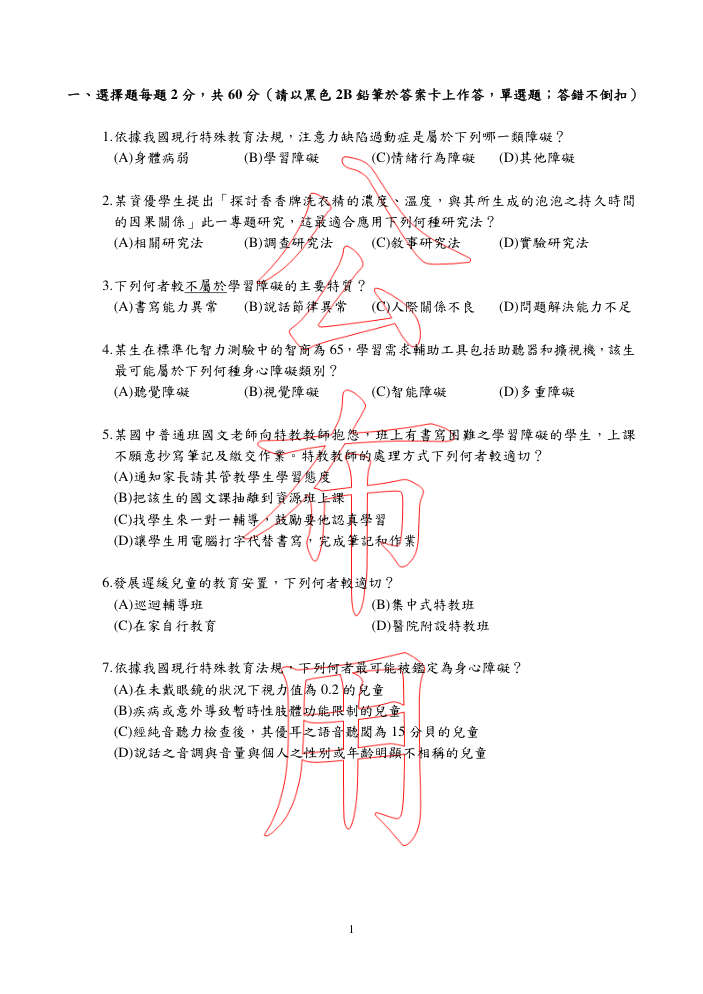 一、選擇題每題 2 分，共 60 分（請以黑色 2B 鉛筆於答案卡上作答，單選題；答錯不倒扣）
1.依據我國現行特殊教育法規，注意力缺陷過動症是屬於下列哪一類障礙？
(A)身體病弱 (B)學習障礙 (C)情緒行為障礙 (D)其他障礙
2.某資優學生提出「探討香香牌洗衣精的濃度、溫度，與其所生成的泡泡之持久時間
的因果關係」此一專題研究，這最適合應用下列何種研究法？
(A)相關研究法 (B)調查研究法 (C)敘事研究法 (D)實驗研究法
3.下列何者較不屬於學習障礙的主要特質？
(A)書寫能力異常 (B)說話節律異常 (C)人際關係不良 (D)問題解決能力不足
4.某生在標準化智力測驗中的智商為 65，學習需求輔助工具包括助聽器和擴視機，該生
最可能屬於下列何種身心障礙類別？
(A)聽覺障礙 (B)視覺障礙 (C)智能障礙 (D)多重障礙
5.某國中普通班國文老師向特教教師抱怨，班上有書寫困難之學習障礙的學生，上課
不願意抄寫筆記及繳交作業。特教教師的處理方式下列何者較適切？
(A)通知家長請其管教學生學習態度
(B)把該生的國文課抽離到資源班上課
(C)找學生來一對一輔導，鼓勵要他認真學習
(D)讓學生用電腦打字代替書寫，完成筆記和作業
6.發展遲緩兒童的教育安置，下列何者較適切？
(A)巡迴輔導班 (B)集中式特教班
(C)在家自行教育 (D)醫院附設特教班
7.依據我國現行特殊教育法規，下列何者最可能被鑑定為身心障礙？
(A)在未戴眼鏡的狀況下視力值為 0.2 的兒童
(B)疾病或意外導致暫時性肢體功能限制的兒童
(C)經純音聽力檢查後，其優耳之語音聽閾為 15 分貝的兒童
(D)說話之音調與音量與個人之性別或年齡明顯不相稱的兒童
公布用
1